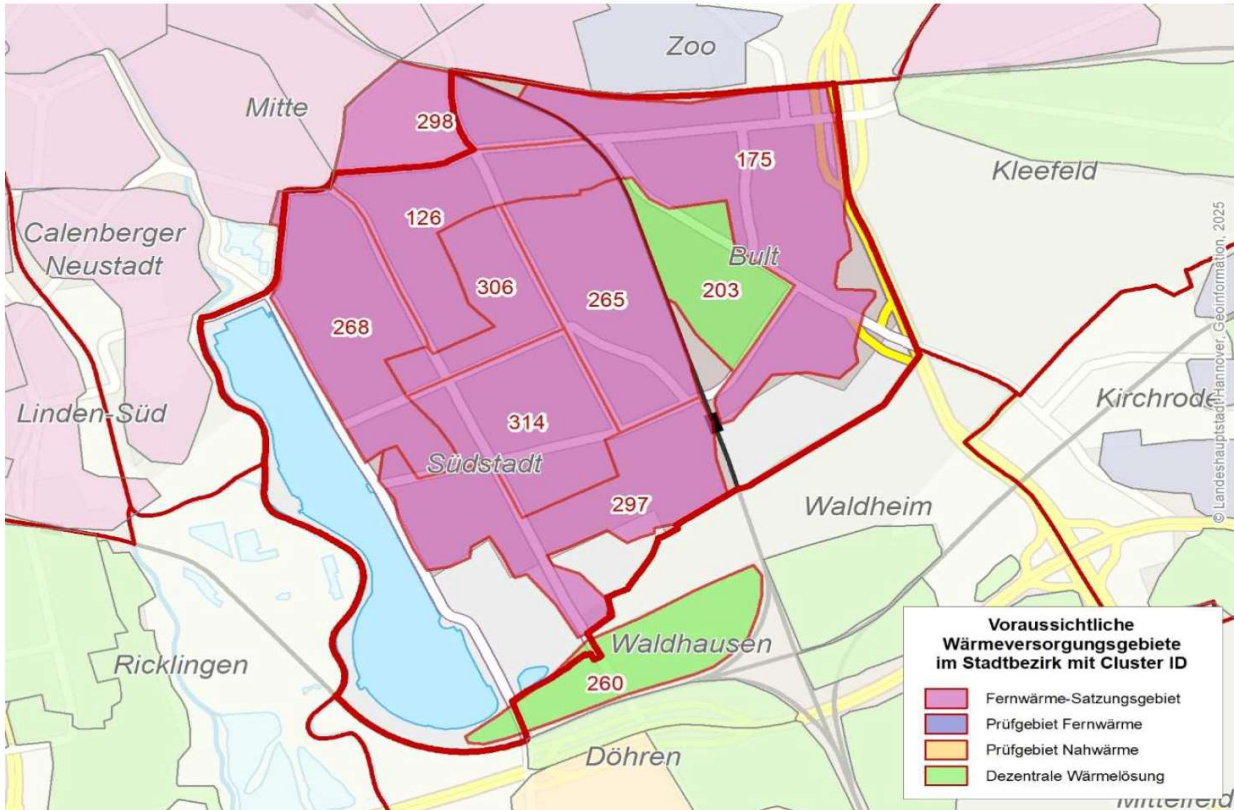 Zoo
Mitte
298
175
Kleefeld
126
Calenberger
Neustadt
Bult
306
265
203
268
Kirchrode
Linden-Süd
314
Südstadt
297
Waldheim
Waldhausen
Ricklingen
260
Döhren
Mittelfeld
© Landeshauptstadt Hannover, Geoinformation, 2025
Voraussichtliche
Wärmeversorgungsgebiete
im Stadtbezirk mit Cluster ID
Fernwärme-Satzungsgebiet
Prüfgebiet Fernwärme
Prüfgebiet Nahwärme
Dezentrale Wärmelösung